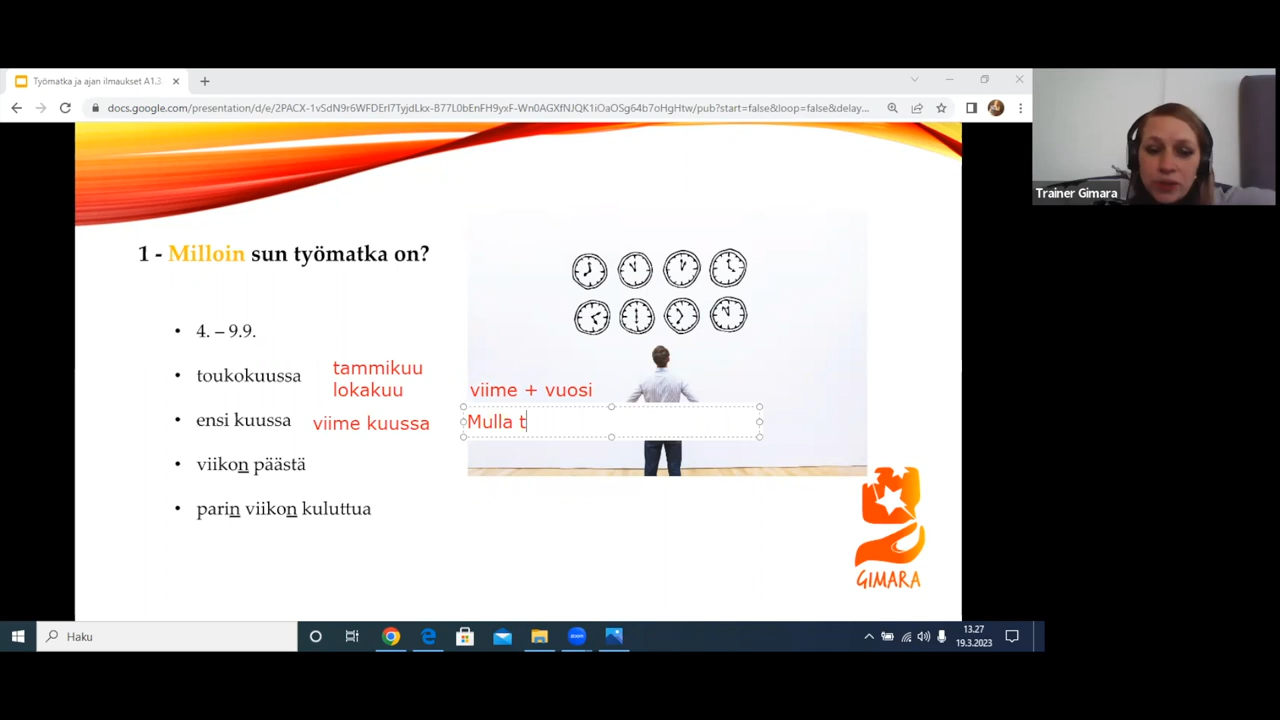 Työmatka ja ajan ilmaukset A1.3.
docs.google.com/presentation/d/e/2PACX-1vSdN9r6WFDErI7TyjdLkx-B77L0bEnFH9yxF-Wn0AGXfNJQK1iOaOSg64b7oHgHtw/pub?start=false&loop=false&delay...
Trainer Gimara
1 - Milloin sun työmatka on?
• 4. – 9.9.
• toukokuussa
tammikuu
lokakuu
viime + vuosi
• ensi kuussa
viime kuussa
Mulla t
• viikon päästä
• parin viikon kuluttua
GIMARA
Haku
zoom
13.27
19.3.2023